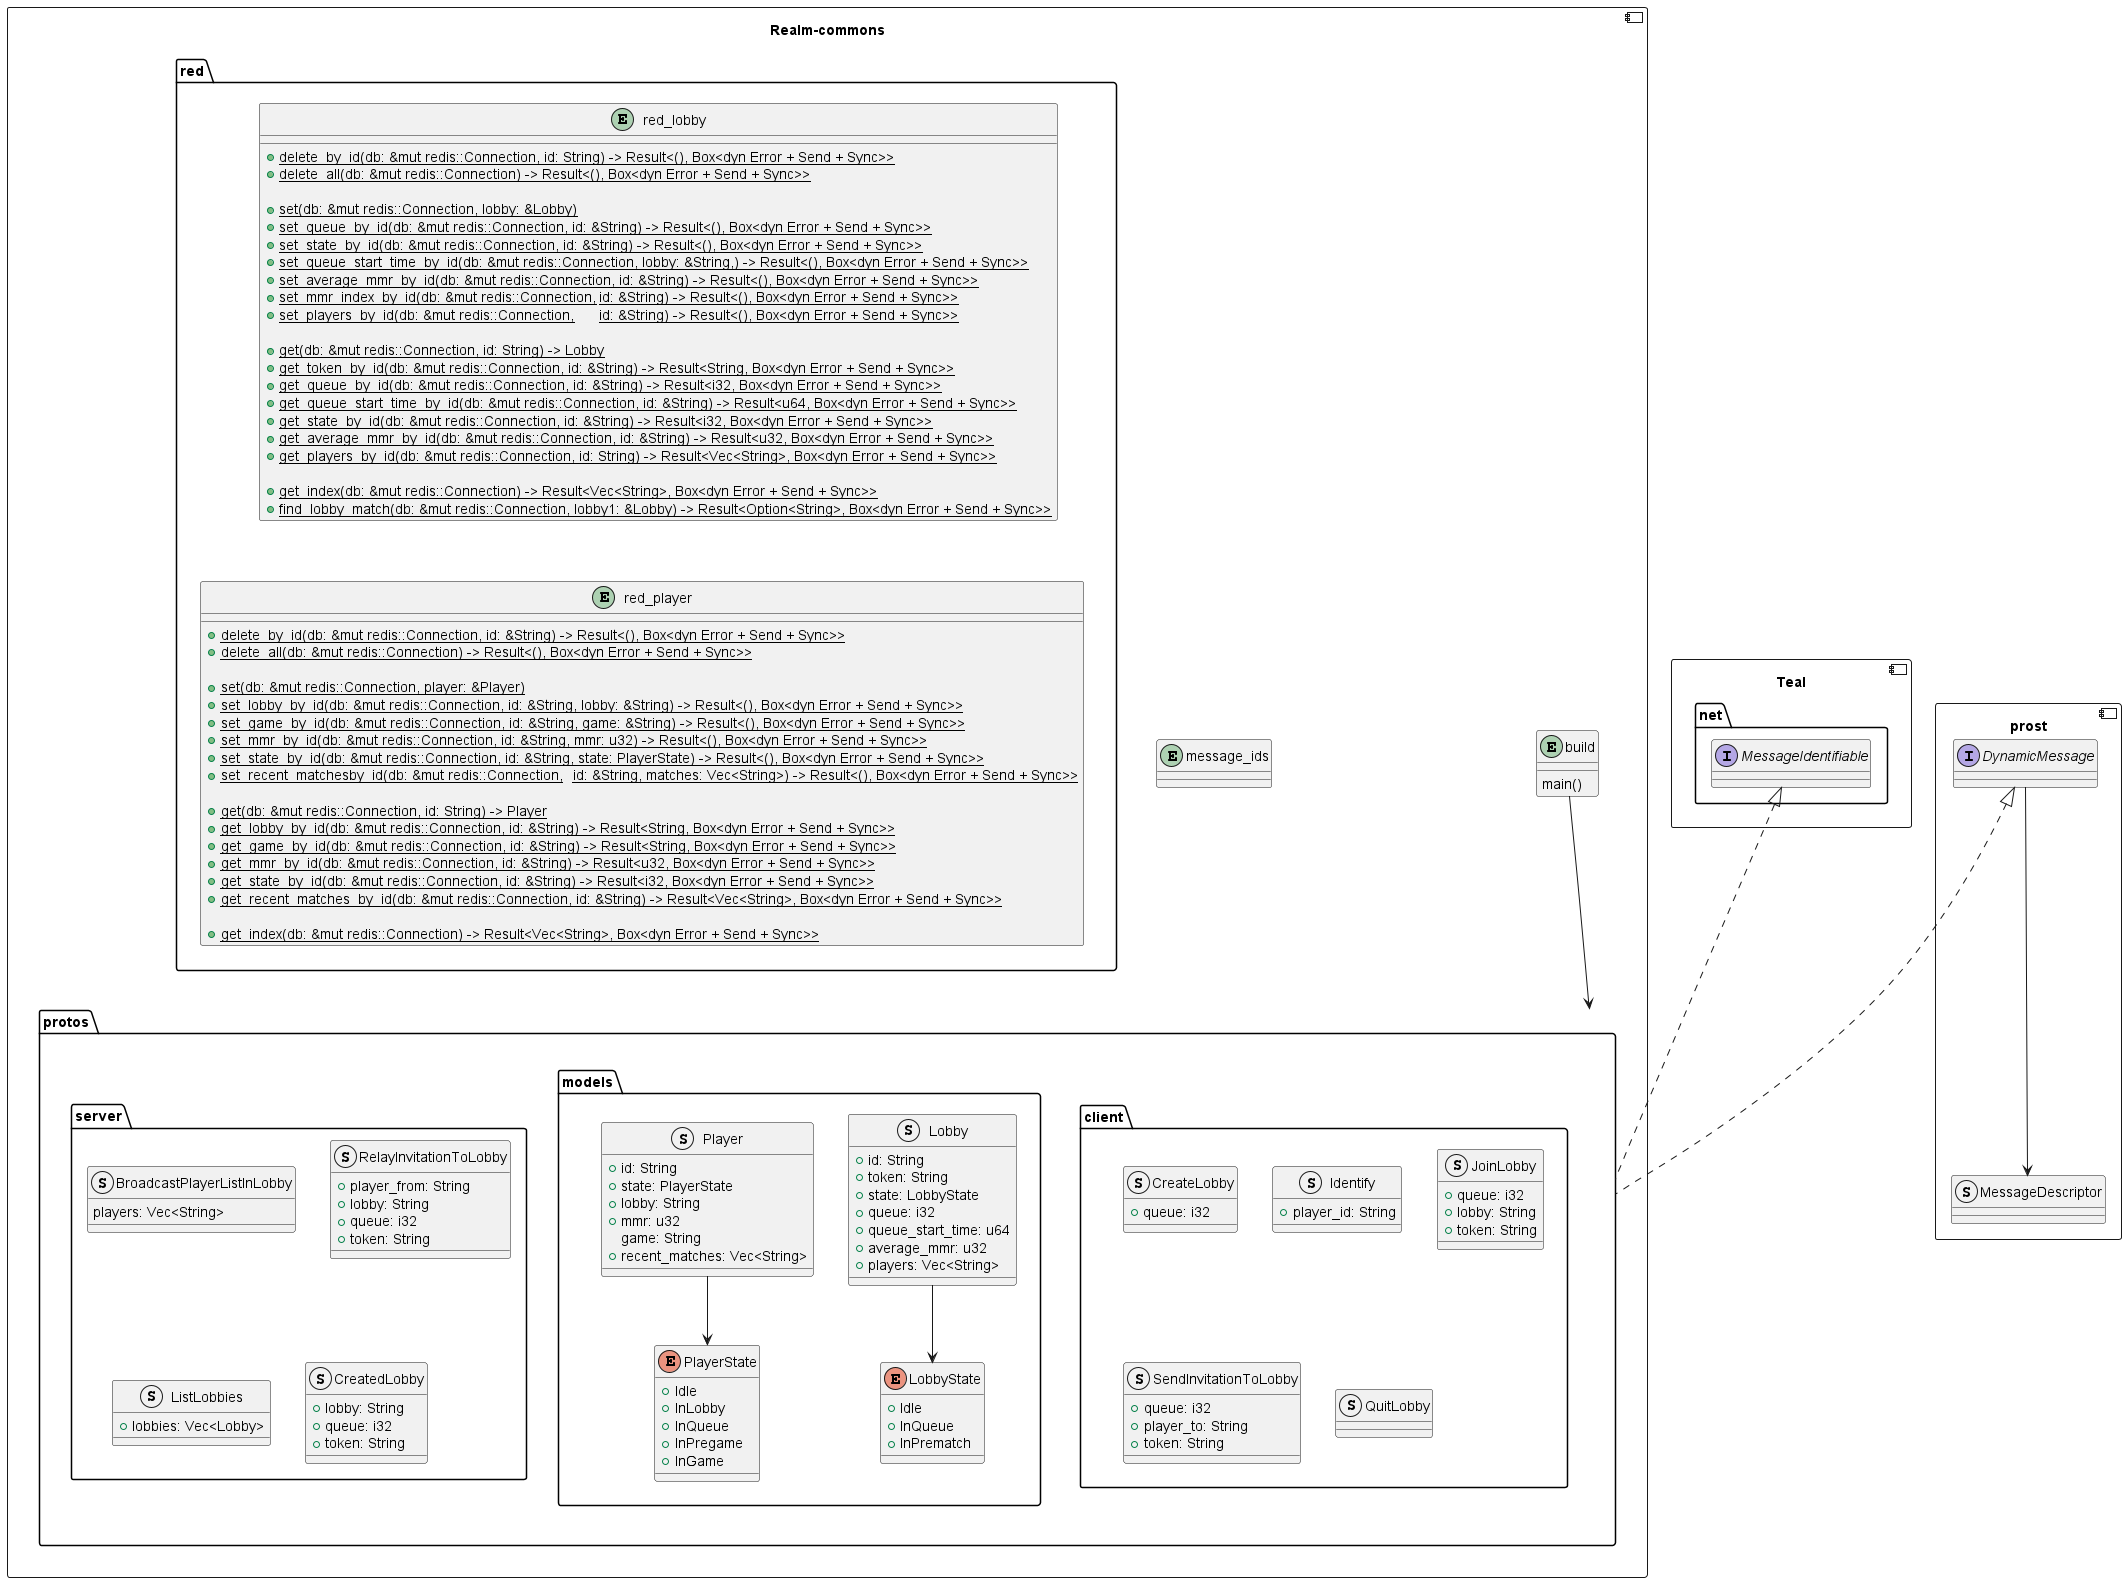 Realm-commons
red
E red_lobby
delete_by_id(db: &mut redis::Connection, id: String) -> Result<(), Box<dyn Error + Send + Sync>>
delete_all(db: &mut redis::Connection) -> Result<(), Box<dyn Error + Send + Sync>>
set(db: &mut redis::Connection, lobby: &Lobby)
set_queue_by_id(db: &mut redis::Connection, id: &String) -> Result<(), Box<dyn Error + Send + Sync>>
set_state_by_id(db: &mut redis::Connection, id: &String) -> Result<(), Box<dyn Error + Send + Sync>>
set_queue_start_time_by_id(db: &mut redis::Connection, lobby: &String,) -> Result<(), Box<dyn Error + Send + Sync>>
set_average_mmr_by_id(db: &mut redis::Connection, id: &String) -> Result<(), Box<dyn Error + Send + Sync>>
set_mmr_index_by_id(db: &mut redis::Connection, id: &String) -> Result<(), Box<dyn Error + Send + Sync>>
set_players_by_id(db: &mut redis::Connection, id: &String) -> Result<(), Box<dyn Error + Send + Sync>>
get(db: &mut redis::Connection, id: String) -> Lobby
get_token_by_id(db: &mut redis::Connection, id: &String) -> Result<String, Box<dyn Error + Send + Sync>>
get_queue_by_id(db: &mut redis::Connection, id: &String) -> Result<i32, Box<dyn Error + Send + Sync>>
get_queue_start_time_by_id(db: &mut redis::Connection, id: &String) -> Result<u64, Box<dyn Error + Send + Sync>>
get_state_by_id(db: &mut redis::Connection, id: &String) -> Result<i32, Box<dyn Error + Send + Sync>>
get_average_mmr_by_id(db: &mut redis::Connection, id: &String) -> Result<u32, Box<dyn Error + Send + Sync>>
get_players_by_id(db: &mut redis::Connection, id: String) -> Result<Vec<String>, Box<dyn Error + Send + Sync>>
get_index(db: &mut redis::Connection) -> Result<Vec<String>, Box<dyn Error + Send + Sync>>
find_lobby_match(db: &mut redis::Connection, lobby1: &Lobby) -> Result<Option<String>, Box<dyn Error + Send + Sync>>
E red_player
delete_by_id(db: &mut redis::Connection, id: &String) -> Result<(), Box<dyn Error + Send + Sync>>
delete_all(db: &mut redis::Connection) -> Result<(), Box<dyn Error + Send + Sync>>
set(db: &mut redis::Connection, player: &Player)
set_lobby_by_id(db: &mut redis::Connection, id: &String, lobby: &String) -> Result<(), Box<dyn Error + Send + Sync>>
set_game_by_id(db: &mut redis::Connection, id: &String, game: &String) -> Result<(), Box<dyn Error + Send + Sync>>
set_mmr_by_id(db: &mut redis::Connection, id: &String, mmr: u32) -> Result<(), Box<dyn Error + Send + Sync>>
set_state_by_id(db: &mut redis::Connection, id: &String, state: PlayerState) -> Result<(), Box<dyn Error + Send + Sync>>
set_recent_matchesby_id(db: &mut redis::Connection, id: &String, matches: Vec<String>) -> Result<(), Box<dyn Error + Send + Sync>>
get(db: &mut redis::Connection, id: String) -> Player
get_lobby_by_id(db: &mut redis::Connection, id: &String) -> Result<String, Box<dyn Error + Send + Sync>>
get_game_by_id(db: &mut redis::Connection, id: &String) -> Result<String, Box<dyn Error + Send + Sync>>
get_mmr_by_id(db: &mut redis::Connection, id: &String) -> Result<u32, Box<dyn Error + Send + Sync>>
get_state_by_id(db: &mut redis::Connection, id: &String) -> Result<i32, Box<dyn Error + Send + Sync>>
get_recent_matches_by_id(db: &mut redis::Connection, id: &String) -> Result<Vec<String>, Box<dyn Error + Send + Sync>>
get_index(db: &mut redis::Connection) -> Result<Vec<String>, Box<dyn Error + Send + Sync>>
E message_ids
E build
main()
Teal
net
I MessageIdentifiable
prost
I DynamicMessage
S MessageDescriptor
protos
server
S BroadcastPlayerListInLobby
players: Vec<String>
S RelayInvitationToLobby
player_from: String
lobby: String
queue: i32
token: String
S ListLobbies
lobbies: Vec<Lobby>
S CreatedLobby
lobby: String
queue: i32
token: String
models
S Player
id: String
state: PlayerState
lobby: String
mmr: u32
game: String
recent_matches: Vec<String>
S Lobby
id: String
token: String
state: LobbyState
queue: i32
queue_start_time: u64
average_mmr: u32
players: Vec<String>
E PlayerState
Idle
InLobby
InQueue
InPregame
InGame
E LobbyState
Idle
InQueue
InPrematch
client
S CreateLobby
queue: i32
S Identify
player_id: String
S JoinLobby
queue: i32
lobby: String
token: String
S SendInvitationToLobby
queue: i32
player_to: String
token: String
S QuitLobby